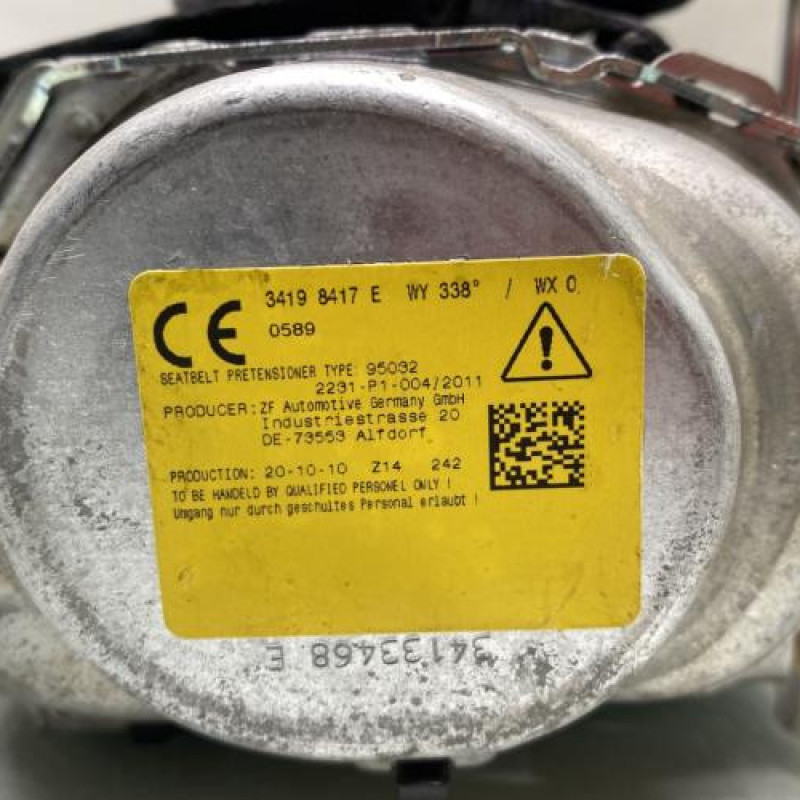 CE 3419 8417 E WY 338° / WX 0
0589
SEATBELT PRETENSIONER TYPE: 95032
2231-P1-004/2011
PRODUCER: ZF Automotive Germany GmbH
Industriestrasse 20
DE-73553 Alfdorf
PRODUCTION: 20-10-10 Z14 242
TO BE HANDELD BY QUALIFIED PERSONEL ONLY !
Umgang nur durch geschultes Personal erlaubt !
34133468 E